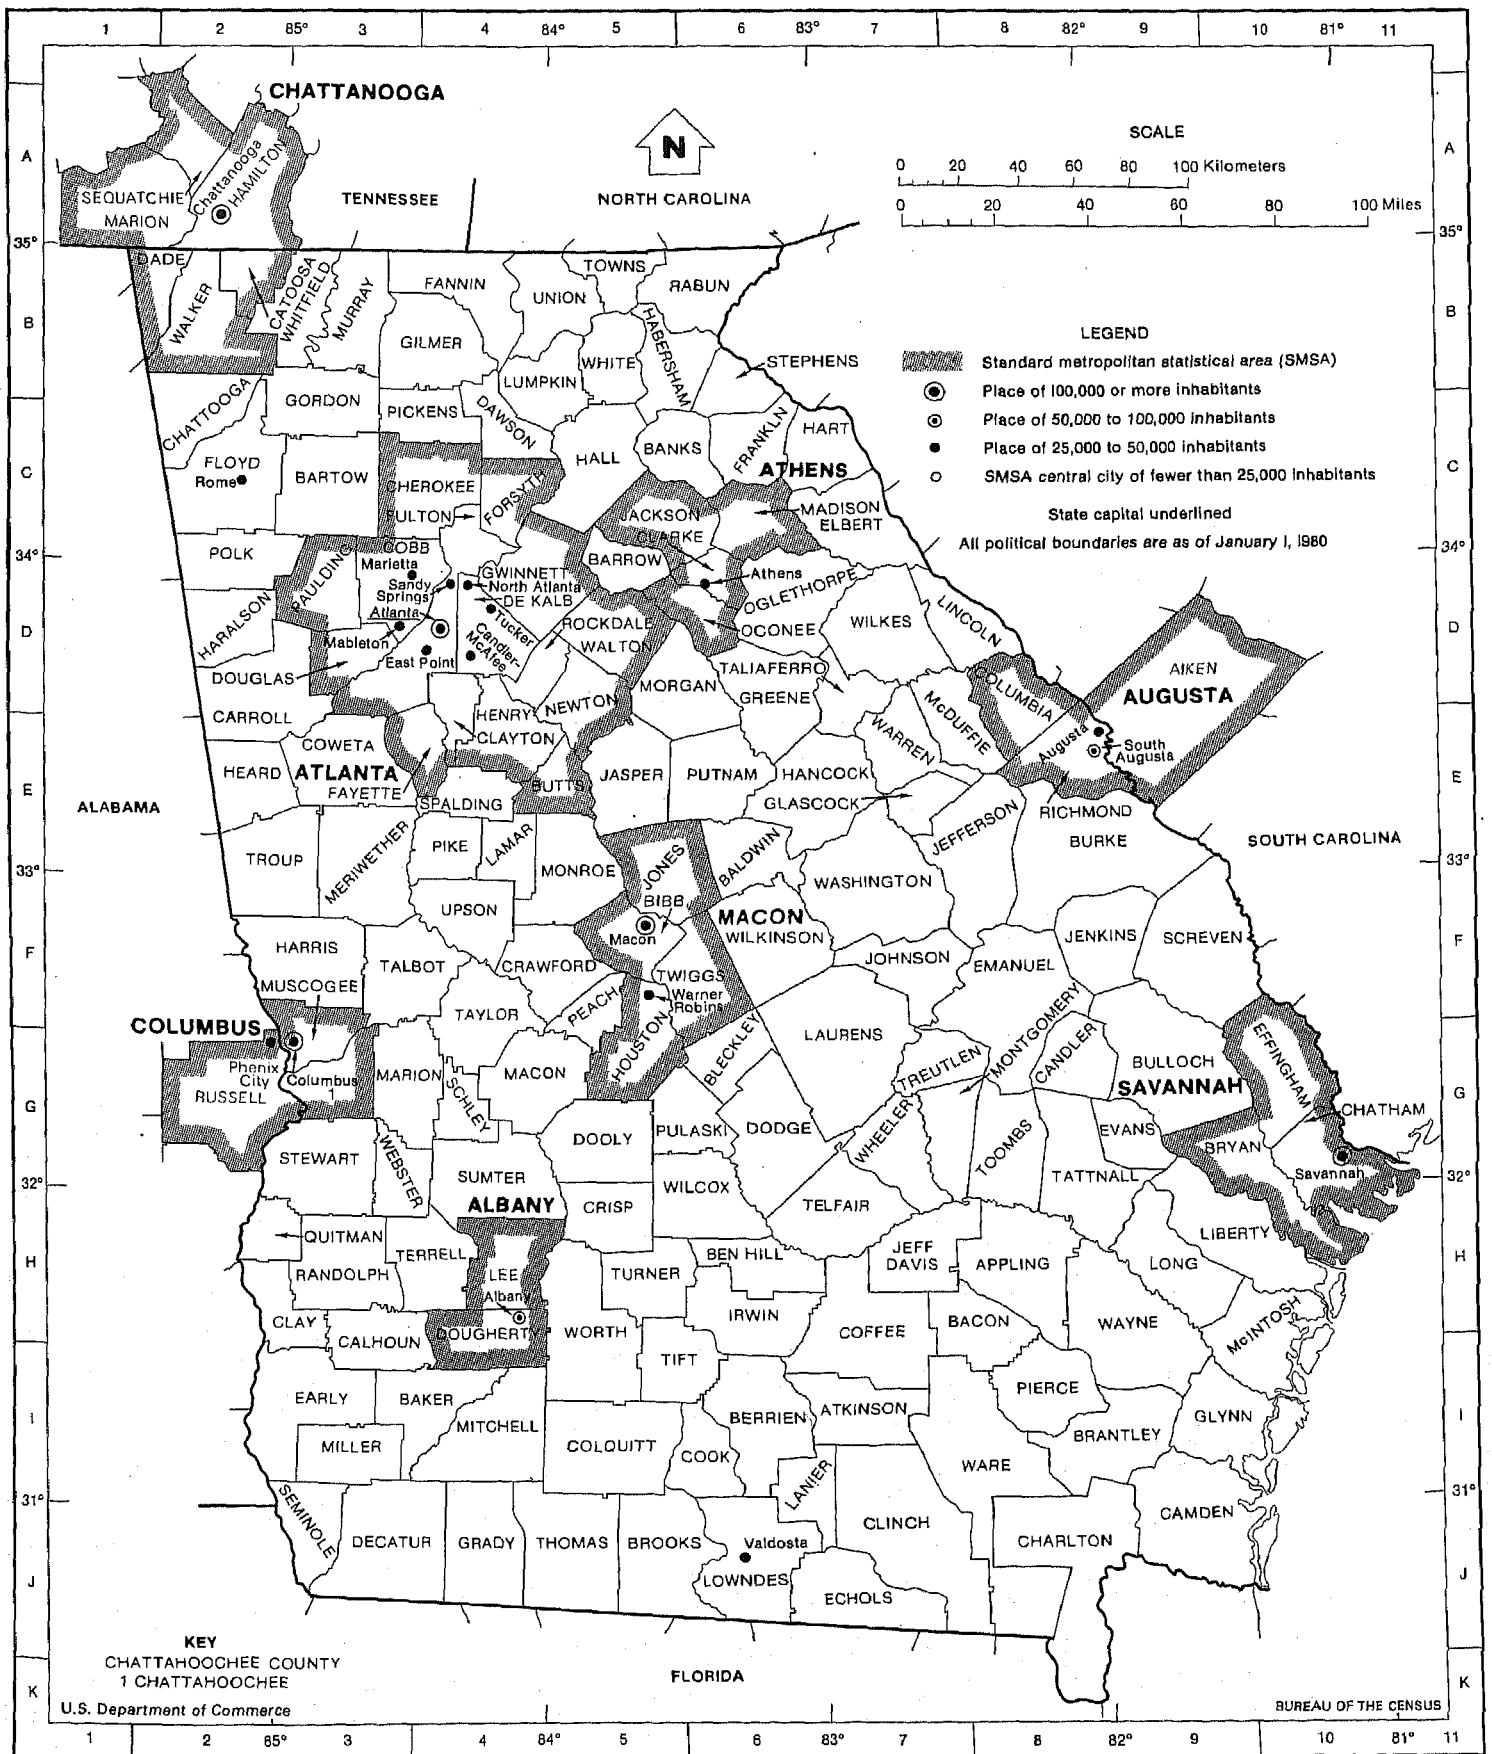 1 2 85° 3 4 84° 5 6 83° 7 8 82° 9 10 81° 11
CHATTANOOGA
N
SCALE
0 20 40 60 80 100 Kilometers
0 20 40 60 80 100 Miles
A
A
Chattanooga
HAMILTON
SEQUATCHIE
MARION
TENNESSEE
NORTH CAROLINA
35°
35°
DADE
WALKER
CATOOSA
WHITFIELD
MURRAY
FANNIN
UNION
TOWNS
RABUN
B
B
GILMER
LUMPKIN
WHITE
HABERSHAM
STEPHENS
LEGEND
Standard metropolitan statistical area (SMSA)
Place of 100,000 or more inhabitants
Place of 50,000 to 100,000 inhabitants
Place of 25,000 to 50,000 inhabitants
SMSA central city of fewer than 25,000 inhabitants
State capital underlined
All political boundaries are as of January 1, 1980
CHATTOOGA
GORDON
PICKENS
DAWSON
HALL
BANKS
FRANKLN
HART
C
C
FLOYD
Rome
BARTOW
CHEROKEE
FULTON
FORSYTH
ATHENS
JACKSON
CLARKE
MADISON
ELBERT
34°
34°
POLK
PAULDING
COBB
Marietta
Sandy
Springs
Atlanta
GWINNETT
North Atlanta
DE KALB
Tucker
BARROW
Athens
OGLETHORPE
OCONEE
WILKES
LINCOLN
D
D
HARALSON
Mableton
East Point
Candler-
McAfee
ROCKDALE
WALTON
DOUGLAS
CARROLL
MORGAN
TALIAFERRO
GREENE
COLUMBIA
McDUFFIE
WARREN
AIKEN
AUGUSTA
Augusta
South
Augusta
COWETA
HENRY
CLAYTON
NEWTON
E
E
HEARD
ATLANTA
FAYETTE
SPALDING
BUTTS
JASPER
PUTNAM
HANCOCK
GLASCOCK
JEFFERSON
RICHMOND
BURKE
ALABAMA
SOUTH CAROLINA
33°
33°
TROUP
MERIWETHER
PIKE
LAMAR
MONROE
JONES
BIBB
BALDWIN
WASHINGTON
UPSON
Macon
MACON
WILKINSON
JENKINS
SCREVEN
F
F
HARRIS
MUSCOGEE
TALBOT
CRAWFORD
TWIGGS
Warner
Robins
JOHNSON
EMANUEL
PEACH
TAYLOR
COLUMBUS
Phenix
City
RUSSELL
Columbus
1
MARION
SCHLEY
MACON
HOUSTON
BLECKLEY
LAURENS
TREUTLEN
MONTGOMERY
CANDLER
BULLOCH
EFFINGHAM
SAVANNAH
G
G
CHATHAM
DOOLY
PULASKI
DODGE
WHEELER
TOOMBS
EVANS
BRYAN
Savannah
STEWART
WEBSTER
SUMTER
TATTNALL
32°
32°
ALBANY
CRISP
WILCOX
TELFAIR
LIBERTY
H
H
QUITMAN
TERRELL
LEE
BEN HILL
JEFF
DAVIS
APPLING
LONG
RANDOLPH
Albany
TURNER
IRWIN
CLAY
CALHOUN
DOUGHERTY
WORTH
COFFEE
BACON
WAYNE
McINTOSH
TIFT
EARLY
BAKER
PIERCE
I
I
MITCHELL
BERRIEN
ATKINSON
GLYNN
MILLER
COLQUITT
COOK
BRANTLEY
WARE
31°
31°
SEMINOLE
LANIER
CLINCH
CAMDEN
DECATUR
GRADY
THOMAS
BROOKS
Valdosta
CHARLTON
J
J
LOWNDES
ECHOLS
KEY
CHATTAHOOCHEE COUNTY
1 CHATTAHOOCHEE
FLORIDA
K
K
U.S. Department of Commerce
BUREAU OF THE CENSUS
1 2 85° 3 4 84° 5 6 83° 7 8 82° 9 10 81° 11